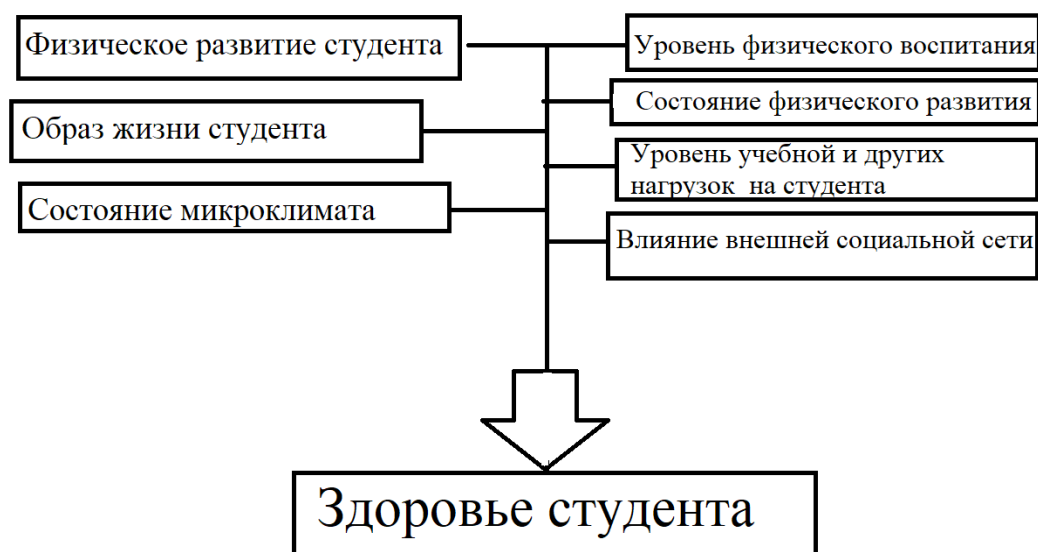 Физическое развитие студента
Уровень физического воспитания
Состояние физического развития
Образ жизни студента
Уровень учебной и других
нагрузок на студента
Состояние микроклимата
Влияние внешней социальной сети
Здоровье студента